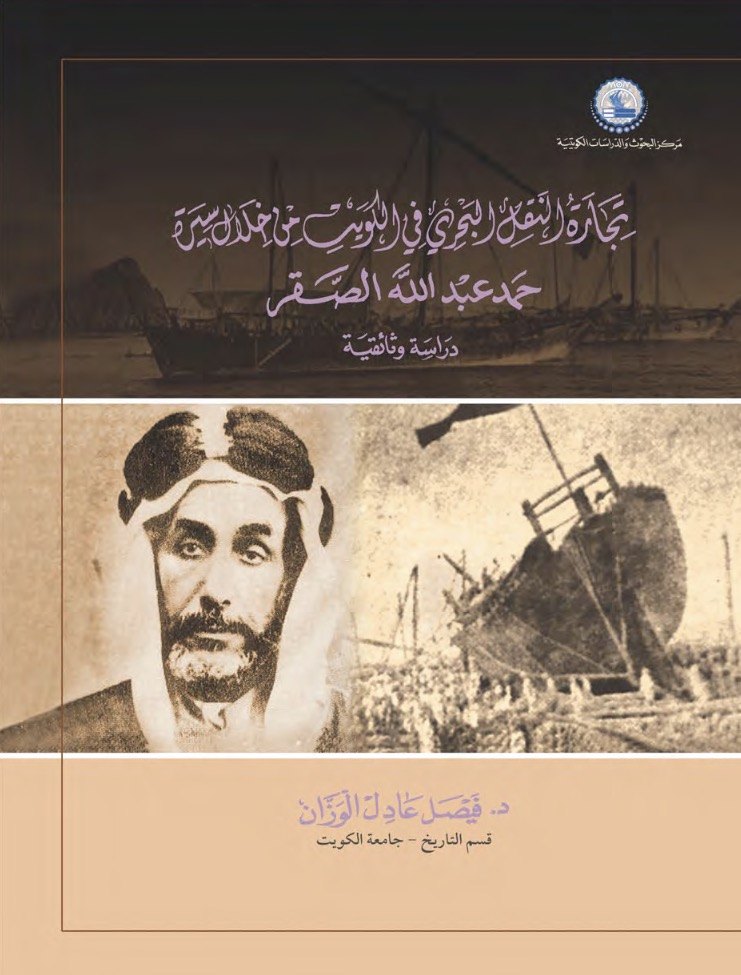 مركز البحوث والدراسات الكويتية
تجارة النقل البحري في الكويت من خلال سيرة
حمد عبد الله الصقر
دراسة وثائقية
د. فيصل عادل الوزان
قسم التاريخ - جامعة الكويت